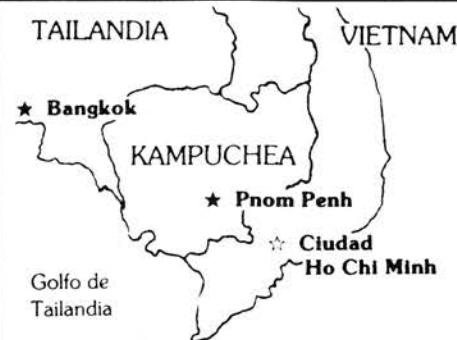 TAILANDIA
VIETNAM
Bangkok
KAMPUCHEA
Pnom Penh
Ciudad
Ho Chi Minh
Golfo de
Tailandia